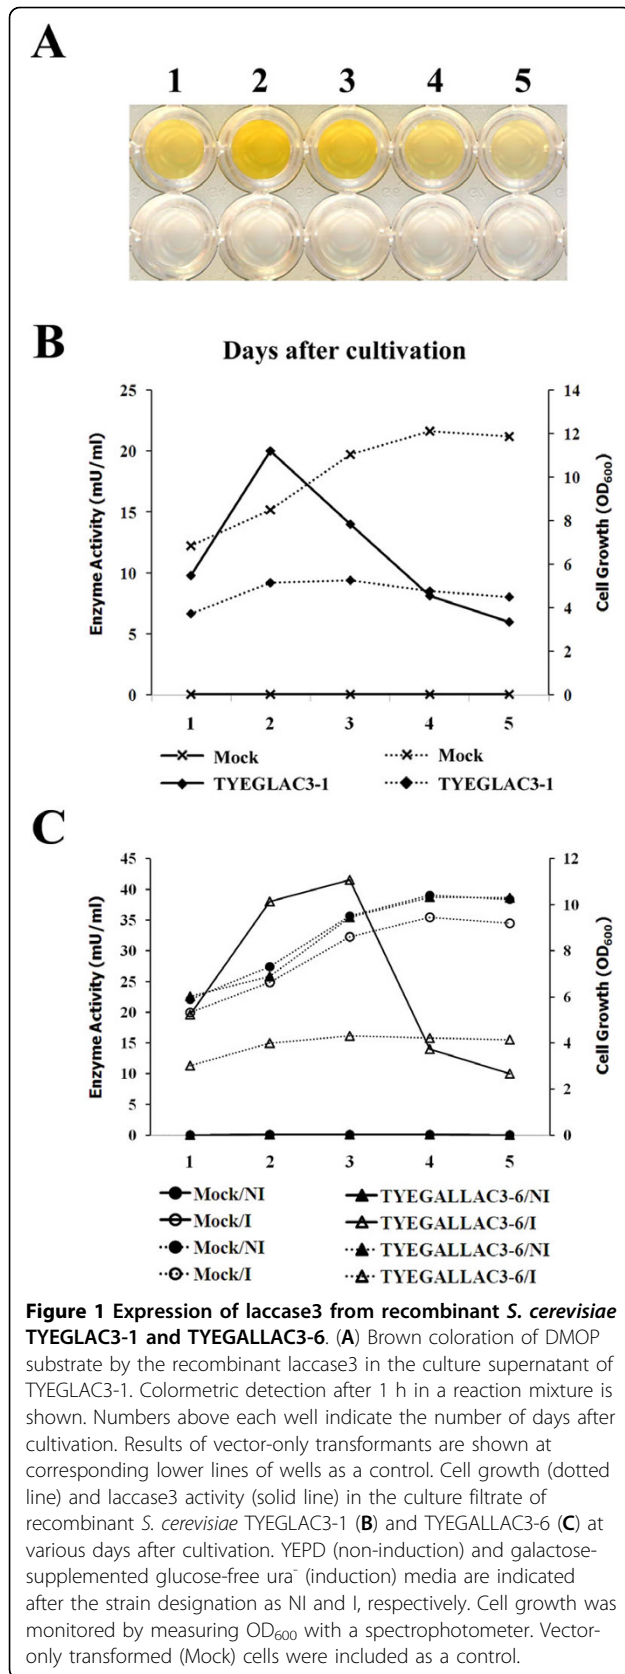 A
1 2 3 4 5
B
Days after cultivation
25 14
20 12
15 10
10 8
5 6
0 4
2
0
Enzyme Activity (mU/ml)
Cell Growth (OD600)
1 2 3 4 5
Mock Mock
TYEGLAC3-1 TYEGLAC3-1
C
45 12
40 10
35 8
30 6
25 4
20 2
15 0
10
5
0
Enzyme Activity (mU/ml)
Cell Growth (OD600)
1 2 3 4 5
Mock/NI TYEGALLAC3-6/NI
Mock/I TYEGALLAC3-6/I
Mock/NI TYEGALLAC3-6/NI
Mock/I TYEGALLAC3-6/I
Figure 1 Expression of laccase3 from recombinant S. cerevisiae
TYEGLAC3-1 and TYEGALLAC3-6. (A) Brown coloration of DMOP
substrate by the recombinant laccase3 in the culture supernatant of
TYEGLAC3-1. Colormetric detection after 1 h in a reaction mixture is
shown. Numbers above each well indicate the number of days after
cultivation. Results of vector-only transformants are shown at
corresponding lower lines of wells as a control. Cell growth (dotted
line) and laccase3 activity (solid line) in the culture filtrate of
recombinant S. cerevisiae TYEGLAC3-1 (B) and TYEGALLAC3-6 (C) at
various days after cultivation. YEPD (non-induction) and galactose-
supplemented glucose-free ura⁻ (induction) media are indicated
after the strain designation as NI and I, respectively. Cell growth was
monitored by measuring OD600 with a spectrophotometer. Vector-
only transformed (Mock) cells were included as a control.